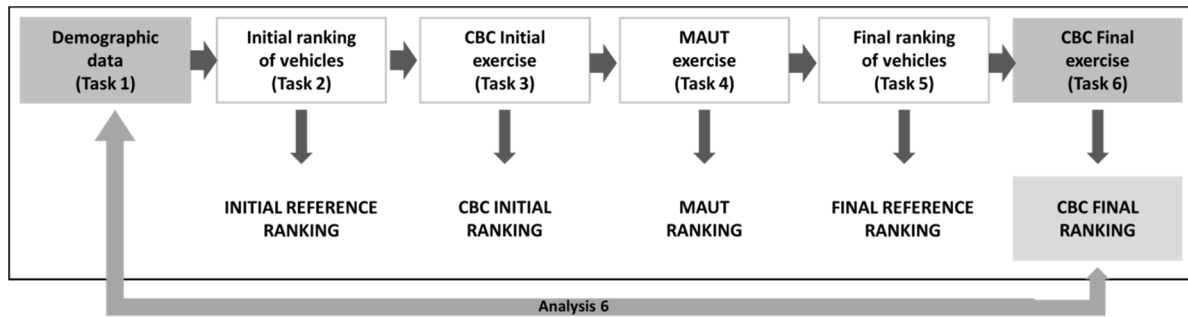 Demographic
data
(Task 1)
Initial ranking
of vehicles
(Task 2)
CBC Initial
exercise
(Task 3)
MAUT
exercise
(Task 4)
Final ranking
of vehicles
(Task 5)
CBC Final
exercise
(Task 6)
INITIAL REFERENCE
RANKING
CBC INITIAL
RANKING
MAUT
RANKING
FINAL REFERENCE
RANKING
CBC FINAL
RANKING
Analysis 6